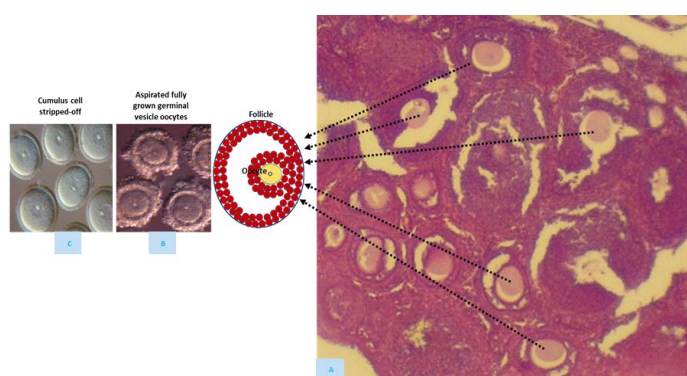 Cumulus cell
stripped-off
Aspirated fully
grown germinal
vesicle oocytes
Follicle
Oocyte
C
B
A